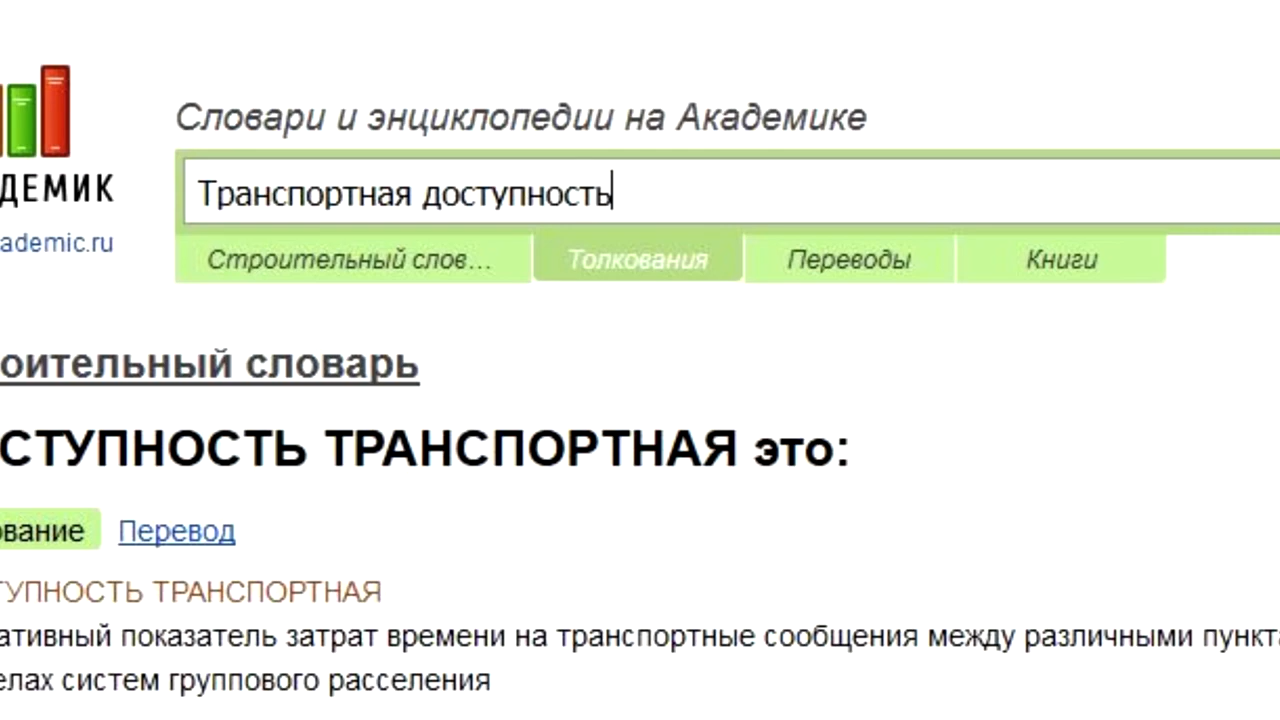 Словари и энциклопедии на Академике
ДЕМИК
Транспортная доступность
ademic.ru
Строительный слов... Толкования Переводы Книги
оительный словарь
СТУПНОСТЬ ТРАНСПОРТНАЯ это:
ование Перевод
ТУПНОСТЬ ТРАНСПОРТНАЯ
ативный показатель затрат времени на транспортные сообщения между различными пункта
елах систем группового расселения